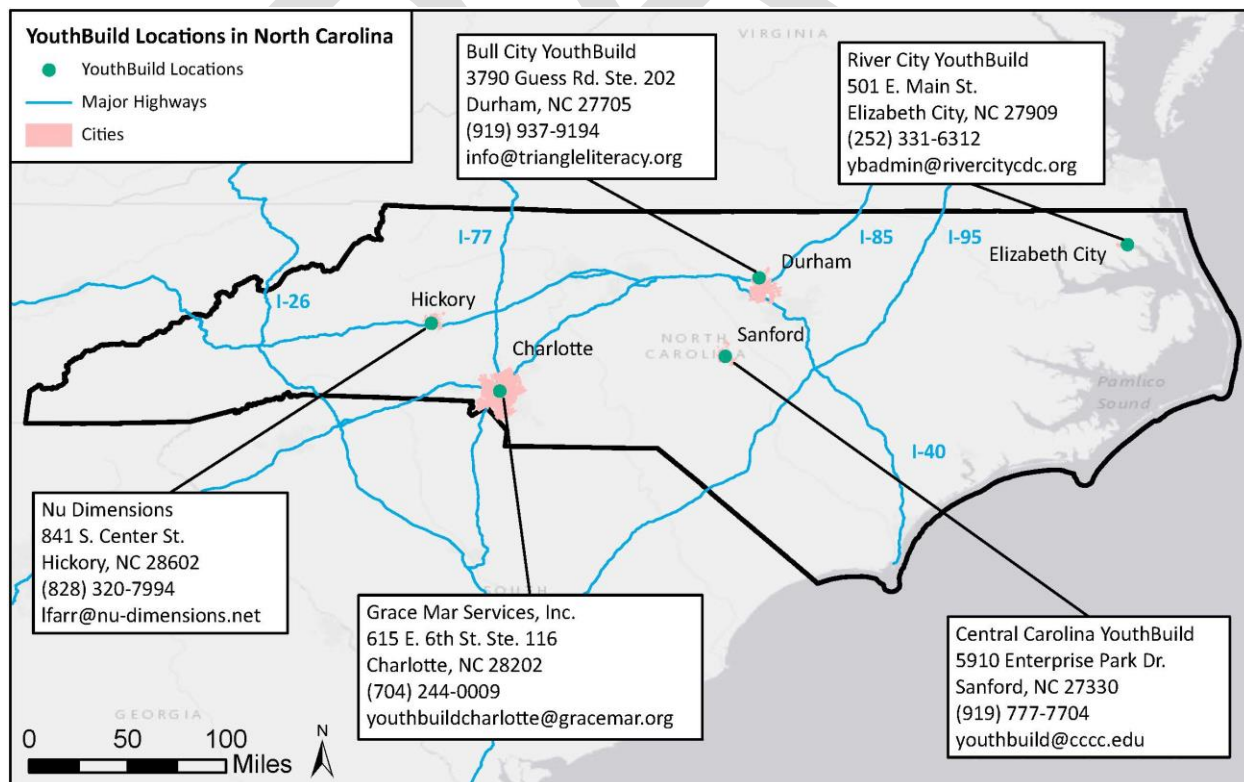 YouthBuild Locations in North Carolina
YouthBuild Locations
Major Highways
Cities
VIRGINIA
Bull City YouthBuild
3790 Guess Rd. Ste. 202
Durham, NC 27705
(919) 937-9194
info@triangleliteracy.org
River City YouthBuild
501 E. Main St.
Elizabeth City, NC 27909
(252) 331-6312
ybadmin@rivercitycdc.org
I-77
I-85
I-95
I-26
I-40
Elizabeth City
Durham
Hickory
Sanford
Charlotte
NORTH
CAROLINA
Pamlico
Sound
Nu Dimensions
841 S. Center St.
Hickory, NC 28602
(828) 320-7994
lfarr@nu-dimensions.net
SOUTH
Grace Mar Services, Inc.
615 E. 6th St. Ste. 116
Charlotte, NC 28202
(704) 244-0009
youthbuildcharlotte@gracemar.org
Central Carolina YouthBuild
5910 Enterprise Park Dr.
Sanford, NC 27330
(919) 777-7704
youthbuild@cccc.edu
GEORGIA
0 50 100
Miles
N